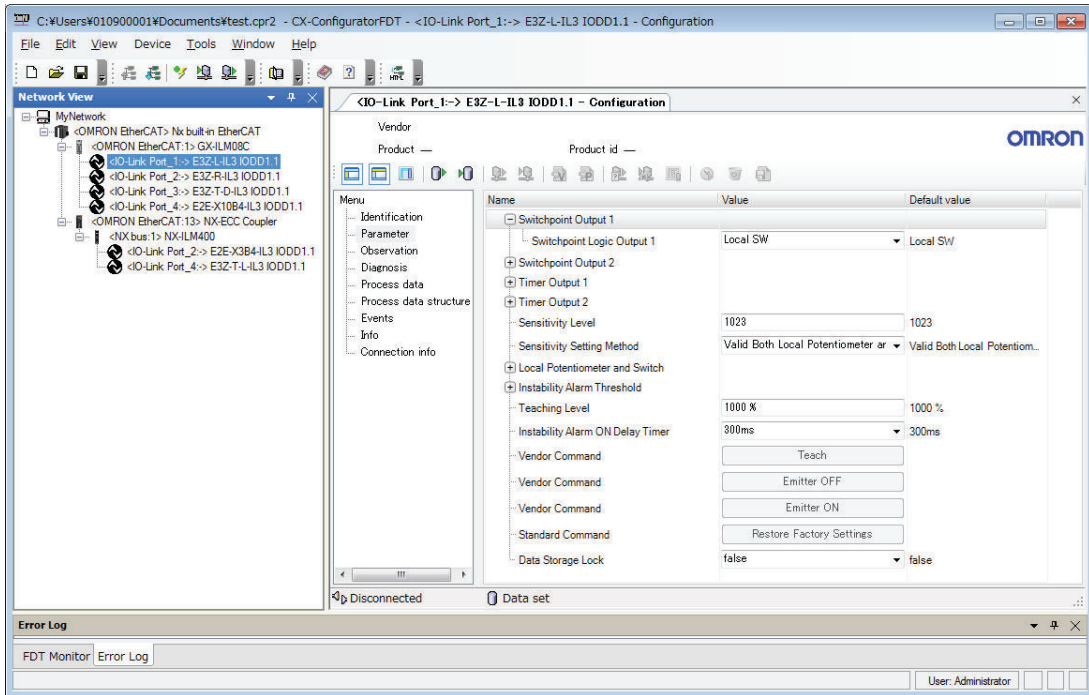 C:¥Users¥010900001¥Documents¥test.cpr2 - CX-ConfiguratorFDT - <IO-Link Port_1:-> E3Z-L-IL3 IODD1.1 - Configuration
File Edit View Device Tools Window Help
Network View
MyNetwork
<OMRON EtherCAT> Nx built-in EtherCAT
<OMRON EtherCAT:1> GX-ILM08C
<IO-Link Port_1:-> E3Z-L-IL3 IODD1.1
<IO-Link Port_2:-> E3Z-R-IL3 IODD1.1
<IO-Link Port_3:-> E3Z-T-D-IL3 IODD1.1
<IO-Link Port_4:-> E2E-X10B4-IL3 IODD1.1
<OMRON EtherCAT:13> NX-ECC Coupler
<NX bus:1> NX-ILM400
<IO-Link Port_2:-> E2E-X3B4-IL3 IODD1.1
<IO-Link Port_4:-> E3Z-T-L-IL3 IODD1.1
<IO-Link Port_1:-> E3Z-L-IL3 IODD1.1 - Configuration
Vendor
Product —
Product id —
OMRON
Menu
Identification
Parameter
Observation
Diagnosis
Process data
Process data structure
Events
Info
Connection info
Name Value Default value
Switchpoint Output 1
Switchpoint Logic Output 1 Local SW Local SW
Switchpoint Output 2
Timer Output 1
Timer Output 2
Sensitivity Level 1023 1023
Sensitivity Setting Method Valid Both Local Potentiometer ar Valid Both Local Potentiom...
Local Potentiometer and Switch
Instability Alarm Threshold
Teaching Level 1000 % 1000 %
Instability Alarm ON Delay Timer 300ms 300ms
Vendor Command Teach
Vendor Command Emitter OFF
Vendor Command Emitter ON
Standard Command Restore Factory Settings
Data Storage Lock false false
Disconnected Data set
Error Log
FDT Monitor Error Log
User: Administrator